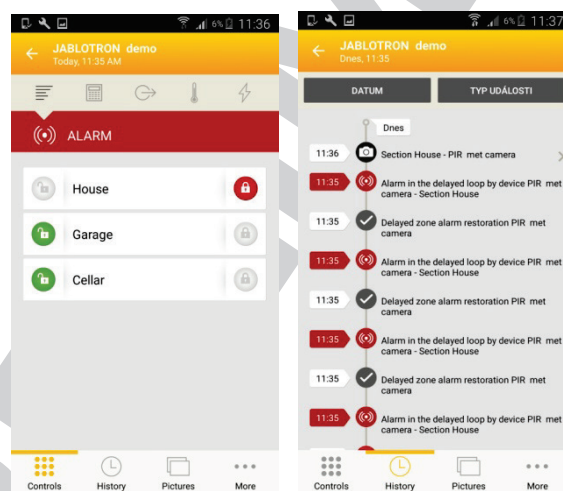 6% 11:36
JABLOTRON demo
Today, 11:35 AM
ALARM
House
Garage
Cellar
Controls History Pictures More
6% 11:37
JABLOTRON demo
Dnes, 11:35
DATUM TYP UDÁLOSTI
Dnes
11:36 Section House - PIR met camera
11:35 Alarm in the delayed loop by device PIR met
camera - Section House
11:35 Delayed zone alarm restoration PIR met
camera
11:35 Alarm in the delayed loop by device PIR met
camera - Section House
11:35 Delayed zone alarm restoration PIR met
camera
11:35 Alarm in the delayed loop by device PIR met
camera - Section House
11:35 Delayed zone alarm restoration PIR met
camera
11:35 Alarm in the delayed loop by device PIR met
camera - Section House
Controls History Pictures More